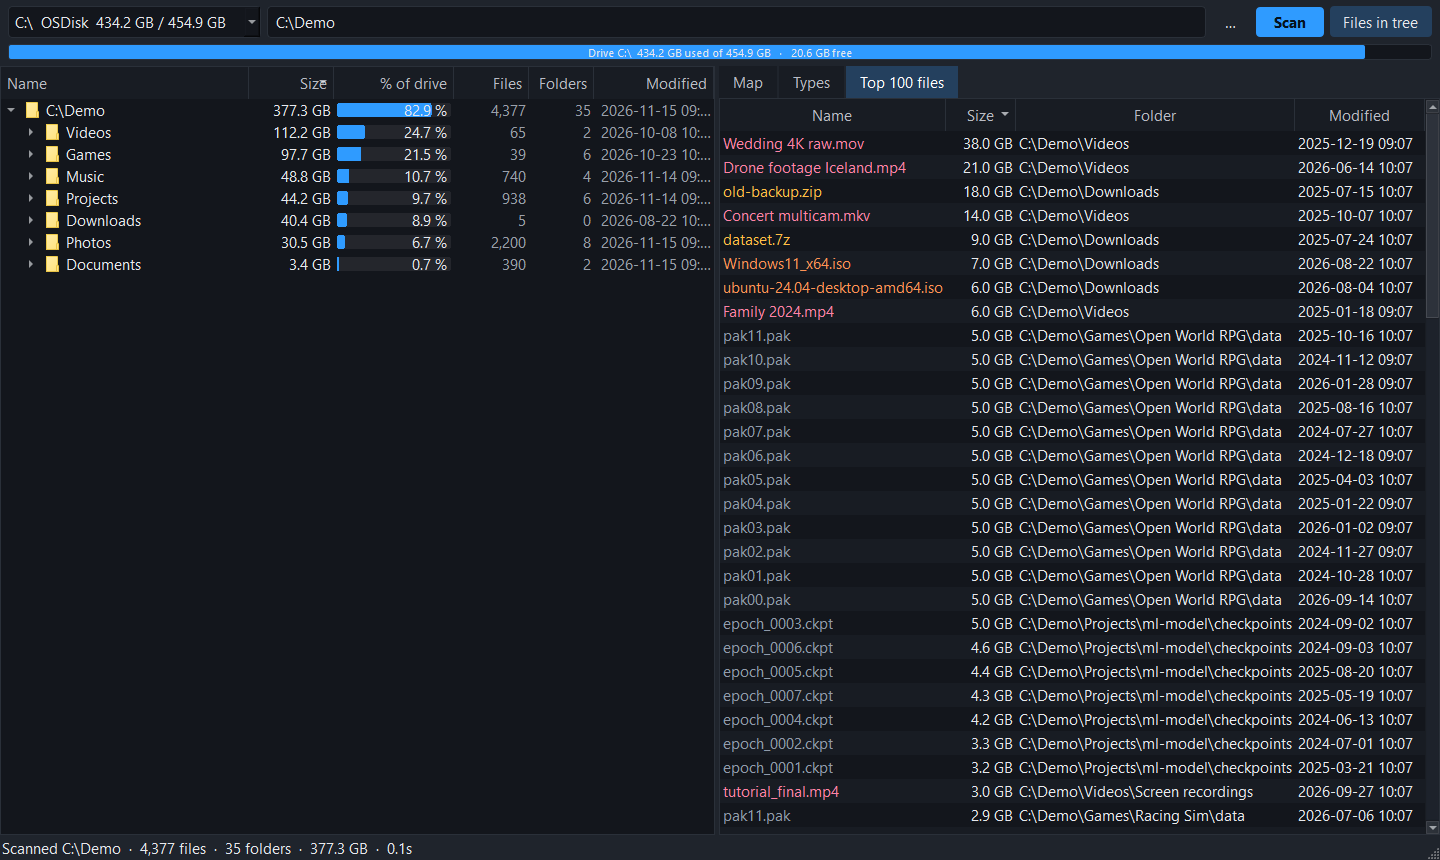 C:\ OSDisk 434.2 GB / 454.9 GB C:\Demo ... Scan Files in tree
Drive C:\ 434.2 GB used of 454.9 GB · 20.6 GB free
Name Size % of drive Files Folders Modified
C:\Demo 377.3 GB 82.9 % 4,377 35 2026-11-15 09:...
Videos 112.2 GB 24.7 % 65 2 2026-10-08 10:...
Games 97.7 GB 21.5 % 39 6 2026-10-23 10:...
Music 48.8 GB 10.7 % 740 4 2026-11-14 09:...
Projects 44.2 GB 9.7 % 938 6 2026-11-14 09:...
Downloads 40.4 GB 8.9 % 5 0 2026-08-22 10:...
Photos 30.5 GB 6.7 % 2,200 8 2026-11-15 09:...
Documents 3.4 GB 0.7 % 390 2 2026-11-15 09:...
Map Types Top 100 files
Name Size Folder Modified
Wedding 4K raw.mov 38.0 GB C:\Demo\Videos 2025-12-19 09:07
Drone footage Iceland.mp4 21.0 GB C:\Demo\Videos 2026-06-14 10:07
old-backup.zip 18.0 GB C:\Demo\Downloads 2025-07-15 10:07
Concert multicam.mkv 14.0 GB C:\Demo\Videos 2025-10-07 10:07
dataset.7z 9.0 GB C:\Demo\Downloads 2025-07-24 10:07
Windows11_x64.iso 7.0 GB C:\Demo\Downloads 2026-08-22 10:07
ubuntu-24.04-desktop-amd64.iso 6.0 GB C:\Demo\Downloads 2026-08-04 10:07
Family 2024.mp4 6.0 GB C:\Demo\Videos 2025-01-18 09:07
pak11.pak 5.0 GB C:\Demo\Games\Open World RPG\data 2025-10-16 10:07
pak10.pak 5.0 GB C:\Demo\Games\Open World RPG\data 2024-11-12 09:07
pak09.pak 5.0 GB C:\Demo\Games\Open World RPG\data 2026-01-28 09:07
pak08.pak 5.0 GB C:\Demo\Games\Open World RPG\data 2025-08-16 10:07
pak07.pak 5.0 GB C:\Demo\Games\Open World RPG\data 2024-07-27 10:07
pak06.pak 5.0 GB C:\Demo\Games\Open World RPG\data 2024-12-18 09:07
pak05.pak 5.0 GB C:\Demo\Games\Open World RPG\data 2025-04-03 10:07
pak04.pak 5.0 GB C:\Demo\Games\Open World RPG\data 2025-01-22 09:07
pak03.pak 5.0 GB C:\Demo\Games\Open World RPG\data 2026-01-02 09:07
pak02.pak 5.0 GB C:\Demo\Games\Open World RPG\data 2024-11-27 09:07
pak01.pak 5.0 GB C:\Demo\Games\Open World RPG\data 2024-10-28 10:07
pak00.pak 5.0 GB C:\Demo\Games\Open World RPG\data 2026-09-14 10:07
epoch_0003.ckpt 5.0 GB C:\Demo\Projects\ml-model\checkpoints 2024-09-02 10:07
epoch_0006.ckpt 4.6 GB C:\Demo\Projects\ml-model\checkpoints 2024-09-03 10:07
epoch_0005.ckpt 4.4 GB C:\Demo\Projects\ml-model\checkpoints 2025-08-20 10:07
epoch_0007.ckpt 4.3 GB C:\Demo\Projects\ml-model\checkpoints 2025-05-19 10:07
epoch_0004.ckpt 4.2 GB C:\Demo\Projects\ml-model\checkpoints 2024-06-13 10:07
epoch_0002.ckpt 3.3 GB C:\Demo\Projects\ml-model\checkpoints 2024-07-01 10:07
epoch_0001.ckpt 3.2 GB C:\Demo\Projects\ml-model\checkpoints 2025-03-21 10:07
tutorial_final.mp4 3.0 GB C:\Demo\Videos\Screen recordings 2026-09-27 10:07
pak11.pak 2.9 GB C:\Demo\Games\Racing Sim\data 2026-07-06 10:07
Scanned C:\Demo · 4,377 files · 35 folders · 377.3 GB · 0.1s